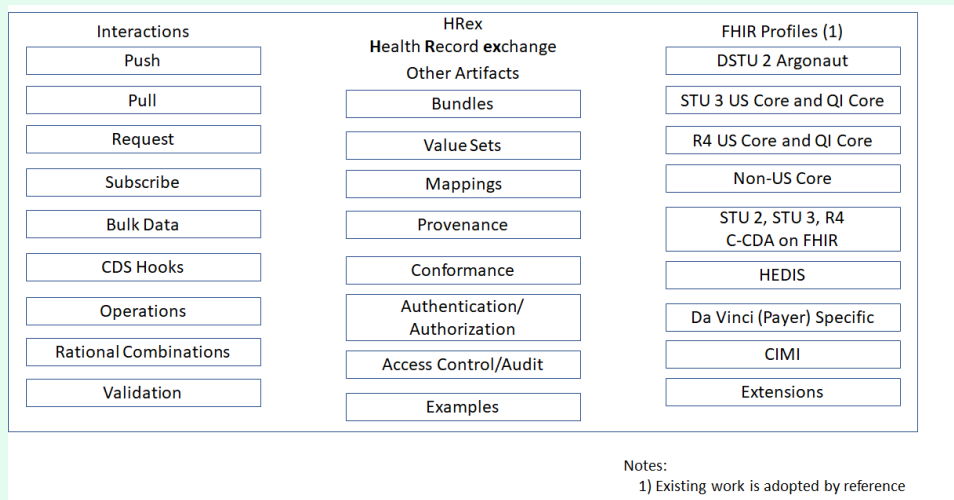 Interactions
Push
Pull
Request
Subscribe
Bulk Data
CDS Hooks
Operations
Rational Combinations
Validation
HRex
Health Record exchange
Other Artifacts
Bundles
Value Sets
Mappings
Provenance
Conformance
Authentication/
Authorization
Access Control/Audit
Examples
FHIR Profiles (1)
DSTU 2 Argonaut
STU 3 US Core and QI Core
R4 US Core and QI Core
Non-US Core
STU 2, STU 3, R4
C-CDA on FHIR
HEDIS
Da Vinci (Payer) Specific
CIMI
Extensions
Notes:
1) Existing work is adopted by reference